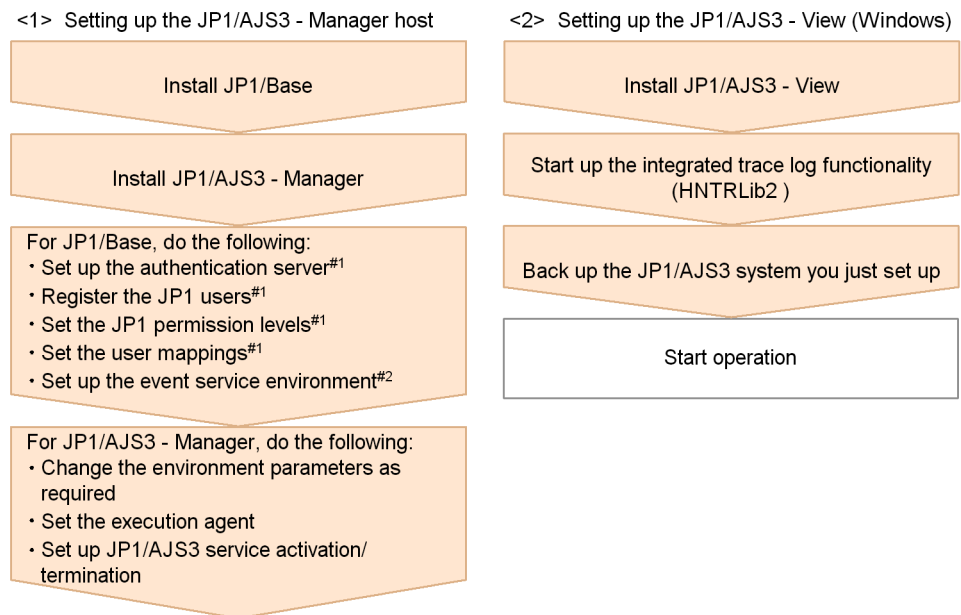 <1> Setting up the JP1/AJS3 - Manager host
Install JP1/Base
Install JP1/AJS3 - Manager
For JP1/Base, do the following:
・Set up the authentication server#1
・Register the JP1 users#1
・Set the JP1 permission levels#1
・Set the user mappings#1
・Set up the event service environment#2
For JP1/AJS3 - Manager, do the following:
・Change the environment parameters as
required
・Set the execution agent
・Set up JP1/AJS3 service activation/
termination
<2> Setting up the JP1/AJS3 - View (Windows)
Install JP1/AJS3 - View
Start up the integrated trace log functionality
(HNTRLib2 )
Back up the JP1/AJS3 system you just set up
Start operation